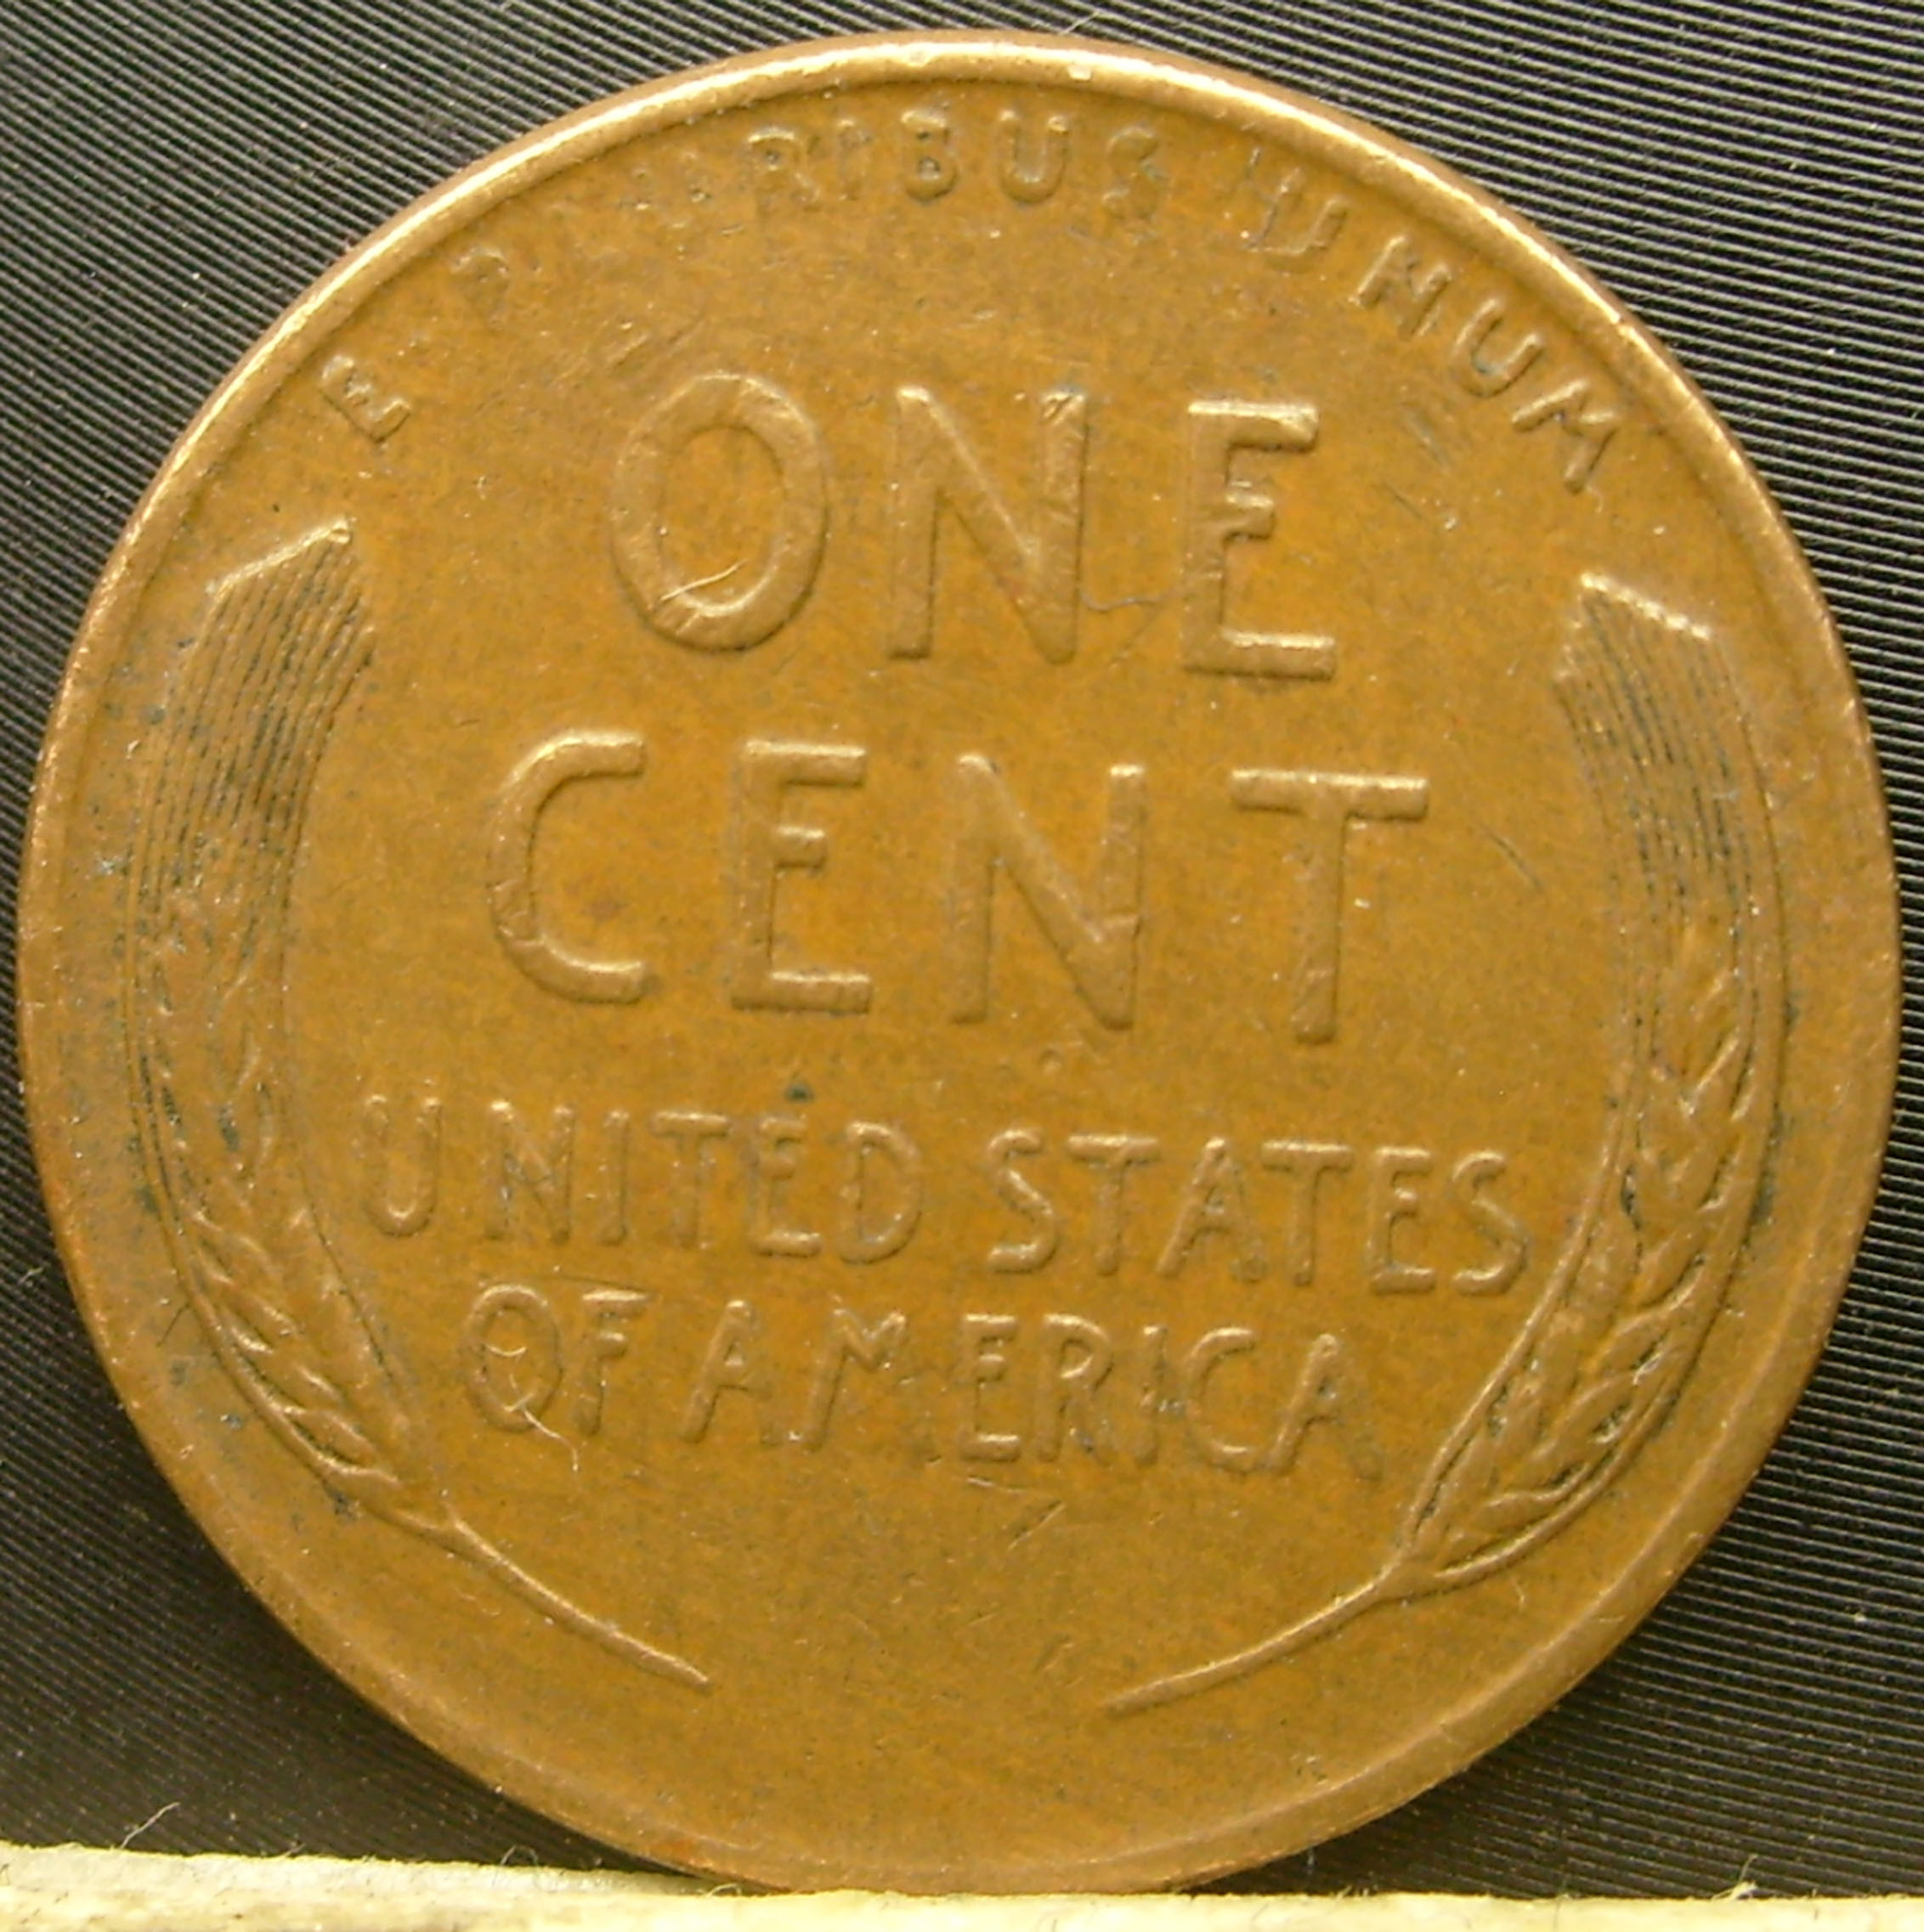 E PLURIBUS UNUM
ONE
CENT
UNITED STATES
OF AMERICA